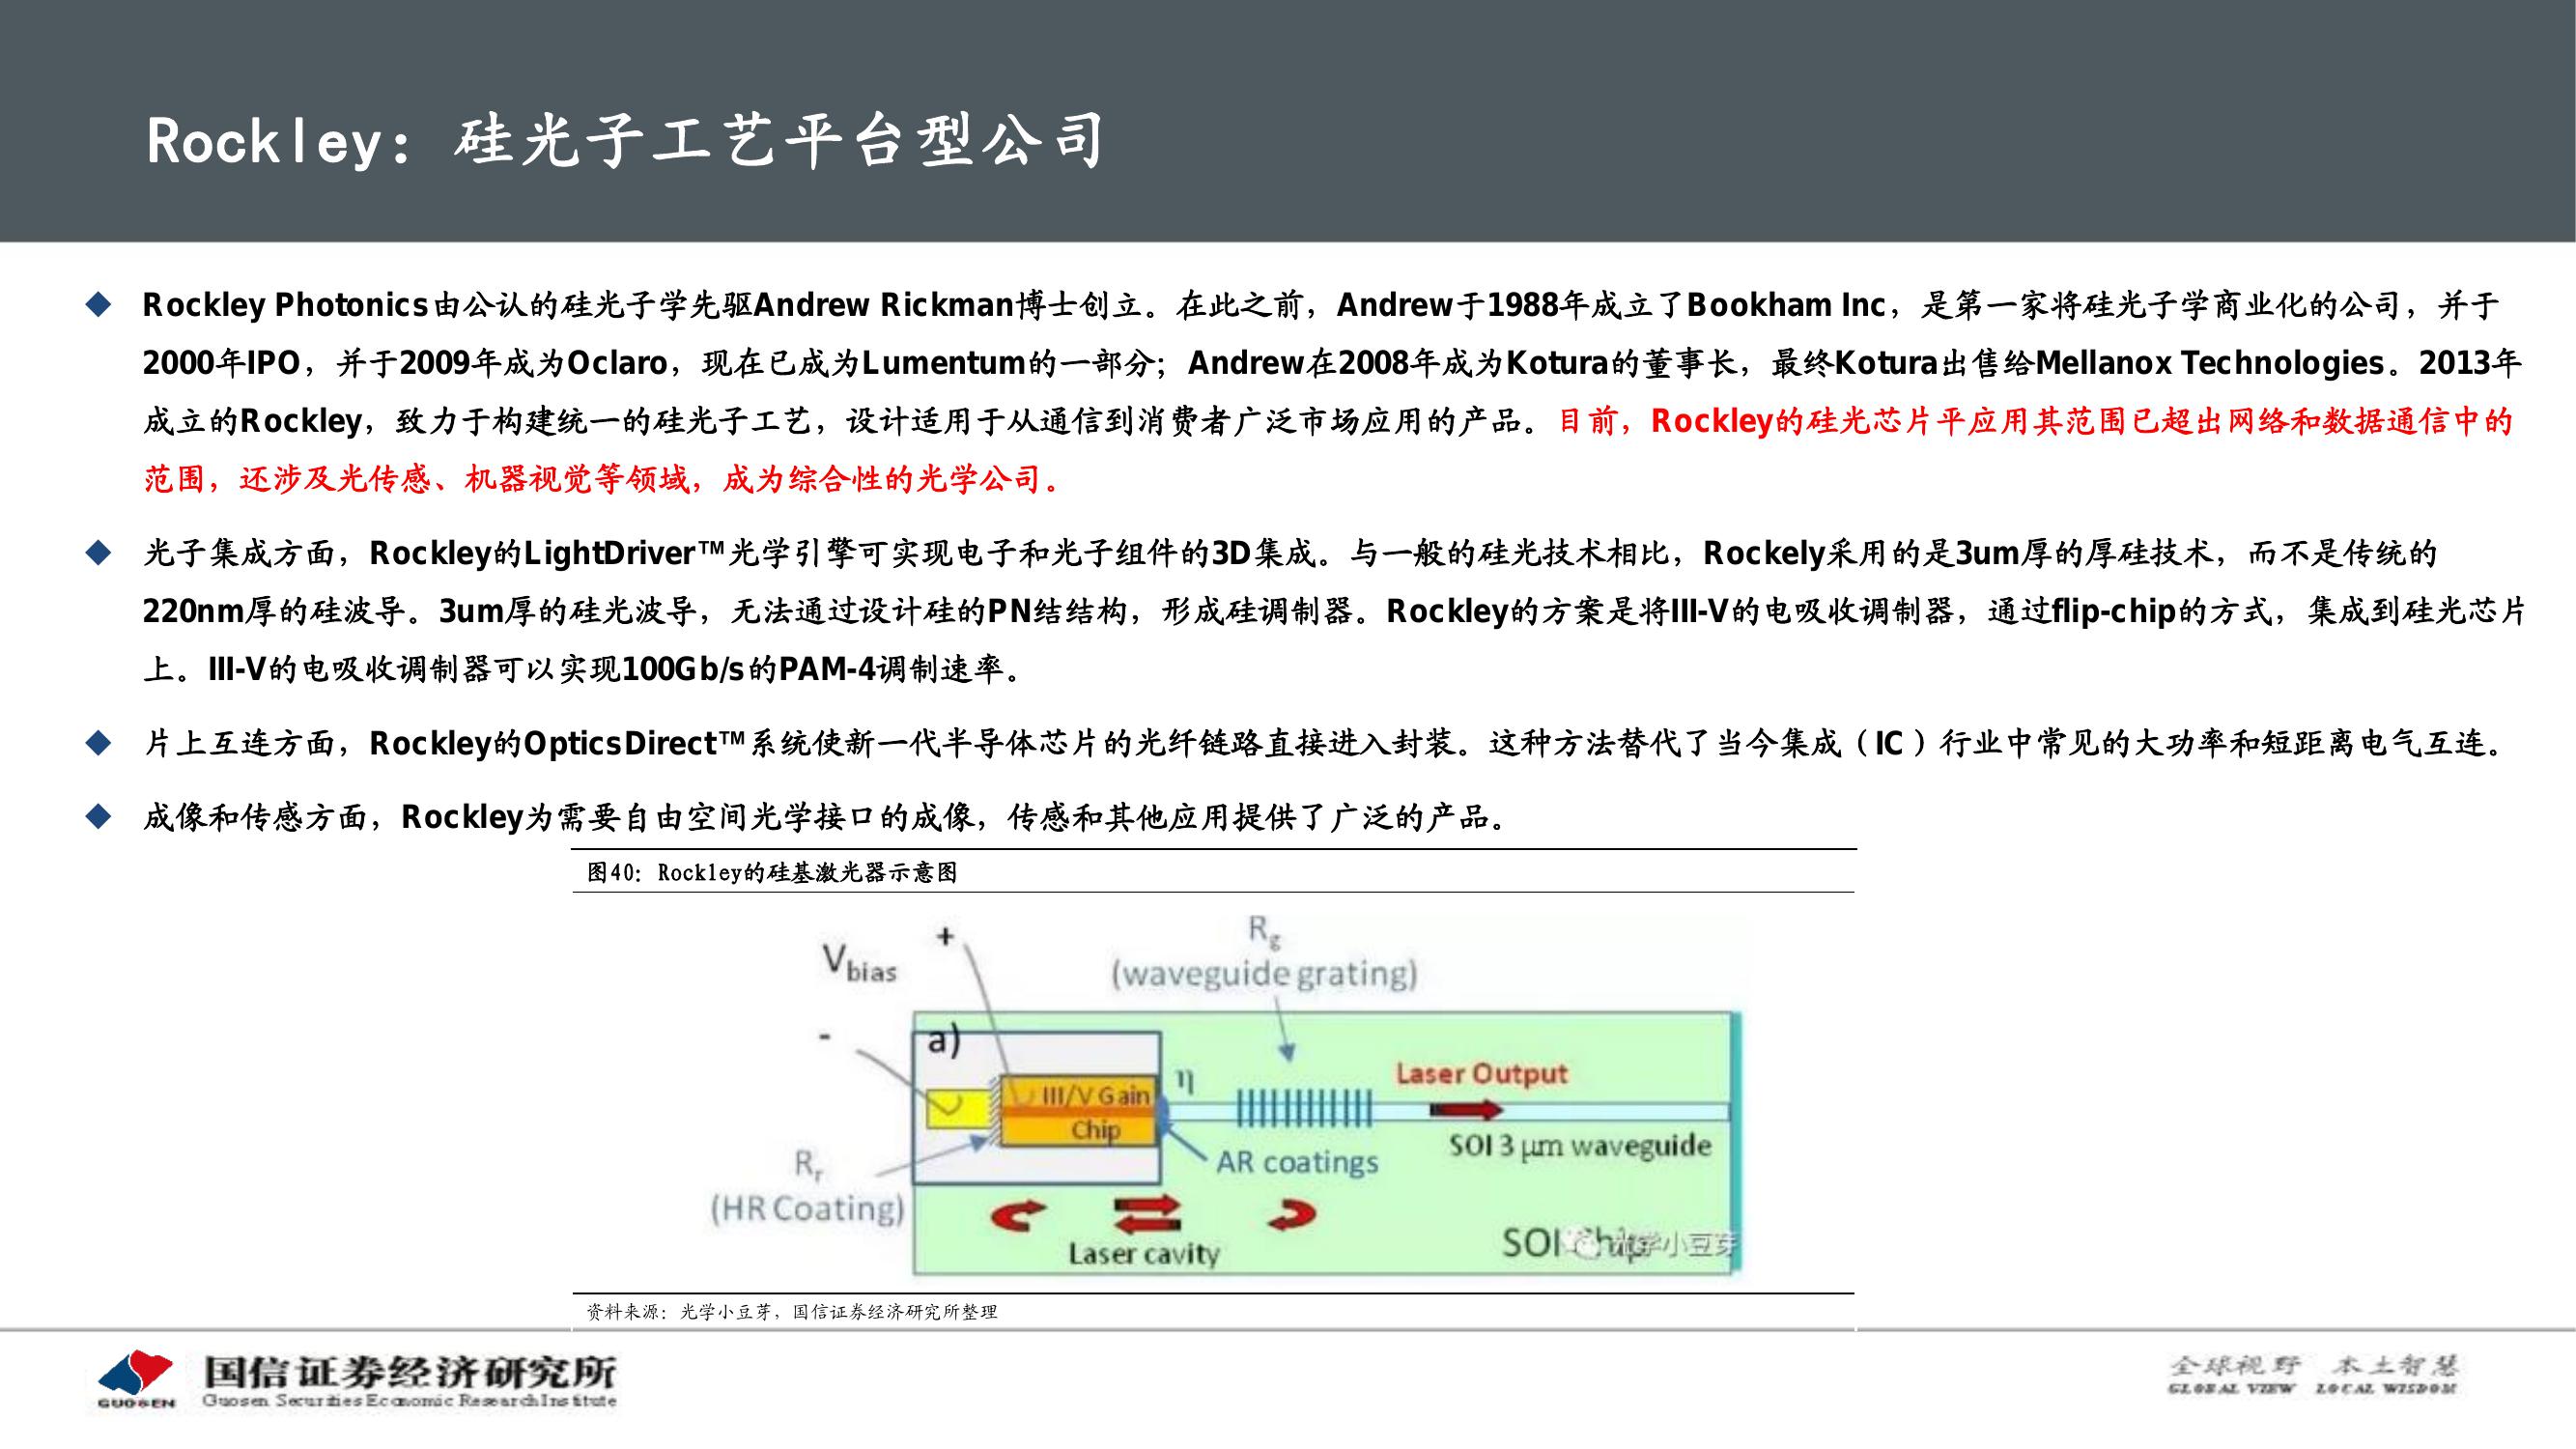 Rockley：硅光子工艺平台型公司
Rockley Photonics由公认的硅光子学先驱Andrew Rickman博士创立。在此之前，Andrew于1988年成立了Bookham Inc，是第一家将硅光子学商业化的公司，并于
2000年IPO，并于2009年成为Oclaro，现在已成为Lumentum的一部分；Andrew在2008年成为Kotura的董事长，最终Kotura出售给Mellanox Technologies。2013年
成立的Rockley，致力于构建统一的硅光子工艺，设计适用于从通信到消费者广泛市场应用的产品。目前，Rockley的硅光芯片平应用其范围已超出网络和数据通信中的
范围，还涉及光传感、机器视觉等领域，成为综合性的光学公司。
光子集成方面，Rockley的LightDriver™光学引擎可实现电子和光子组件的3D集成。与一般的硅光技术相比，Rockely采用的是3um厚的厚硅技术，而不是传统的
220nm厚的硅波导。3um厚的硅光波导，无法通过设计硅的PN结结构，形成硅调制器。Rockley的方案是将III-V的电吸收调制器，通过flip-chip的方式，集成到硅光芯片
上。III-V的电吸收调制器可以实现100Gb/s的PAM-4调制速率。
片上互连方面，Rockley的OpticsDirect™系统使新一代半导体芯片的光纤链路直接进入封装。这种方法替代了当今集成（IC）行业中常见的大功率和短距离电气互连。
成像和传感方面，Rockley为需要自由空间光学接口的成像，传感和其他应用提供了广泛的产品。
图40：Rockley的硅基激光器示意图
Rg
(waveguide grating)
+
Vbias
-
a)
III/V Gain
Chip
η
Laser Output
SOI 3 μm waveguide
AR coatings
Rr
(HR Coating)
Laser cavity
SOI Chip
光学小豆芽
资料来源：光学小豆芽，国信证券经济研究所整理
GUOSEN
国信证券经济研究所
Guosen Securities Economic Research Institute
全球视野 本土智慧
GLOBAL VIEW LOCAL WISDOM